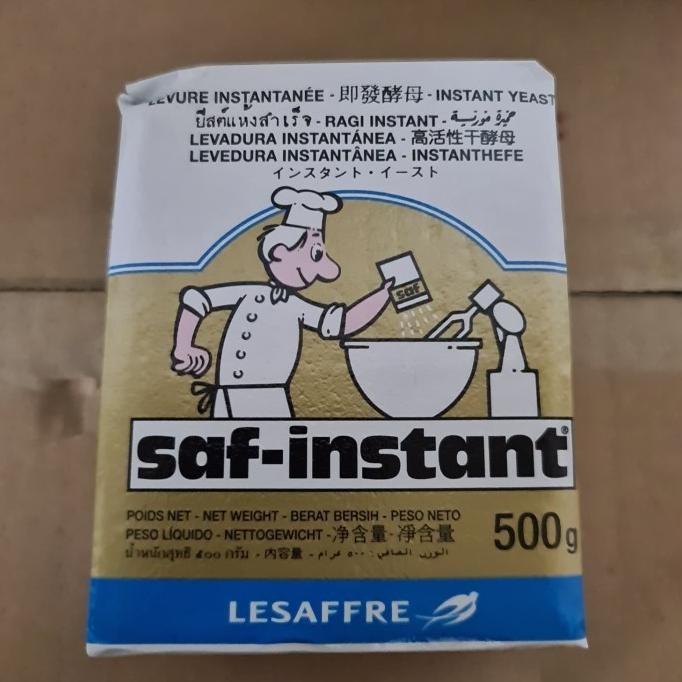 LEVURE INSTANTANÉE - 即發酵母 - INSTANT YEAST
ยีสต์แห้งสำเร็จ - RAGI INSTANT - خميرة فورية
LEVADURA INSTANTÁNEA - 高活性干酵母
LEVEDURA INSTANTÂNEA - INSTANTHEFE
インスタント・イースト
saf
saf-instant®
POIDS NET - NET WEIGHT - BERAT BERSIH - PESO NETO
PESO LÍQUIDO - NETTOGEWICHT - 净含量 - 淨含量
น้ำหนักสุทธิ ๕๐๐ กรัม - 内容量 - الوزن الصافي : ٥٠٠ غرام
500g
LESAFFRE